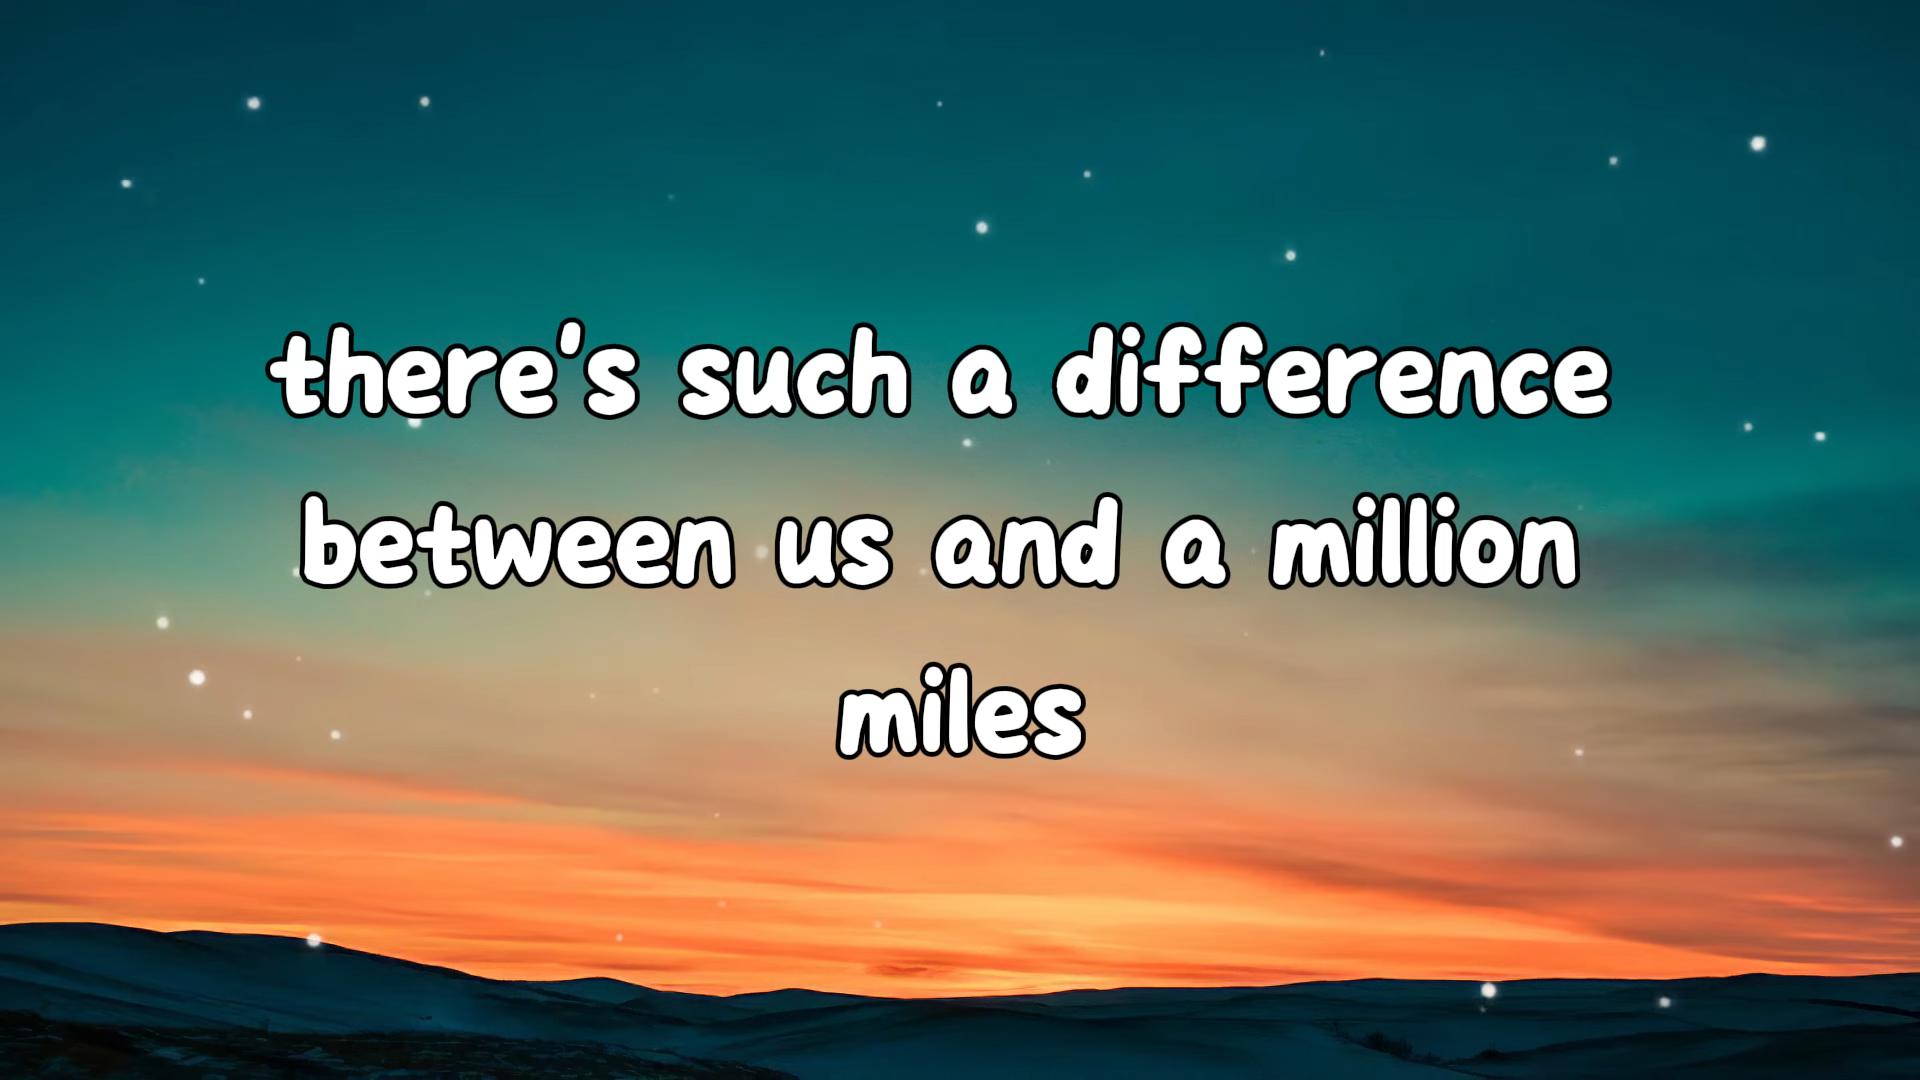 there's such a difference
between us and a million
miles